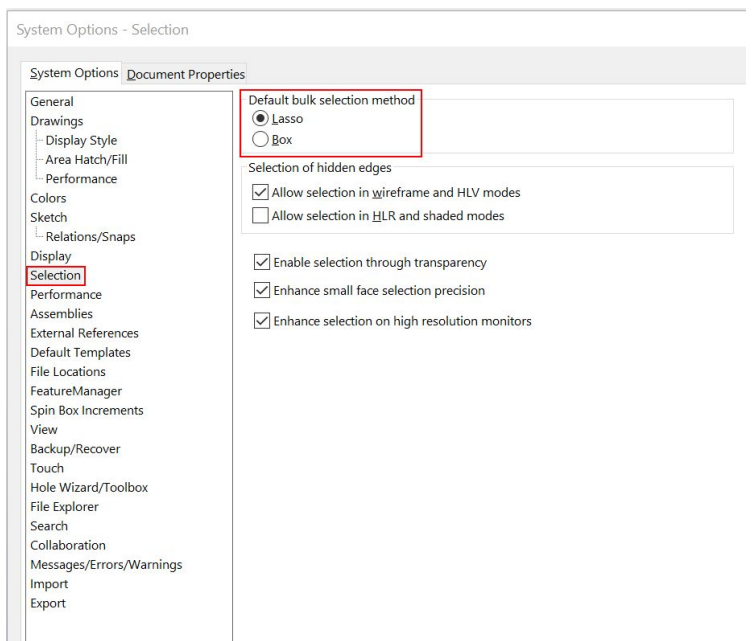 System Options - Selection
System Options Document Properties
General
Drawings
Display Style
Area Hatch/Fill
Performance
Colors
Sketch
Relations/Snaps
Display
Selection
Performance
Assemblies
External References
Default Templates
File Locations
FeatureManager
Spin Box Increments
View
Backup/Recover
Touch
Hole Wizard/Toolbox
File Explorer
Search
Collaboration
Messages/Errors/Warnings
Import
Export
Default bulk selection method
Lasso
Box
Selection of hidden edges
Allow selection in wireframe and HLV modes
Allow selection in HLR and shaded modes
Enable selection through transparency
Enhance small face selection precision
Enhance selection on high resolution monitors